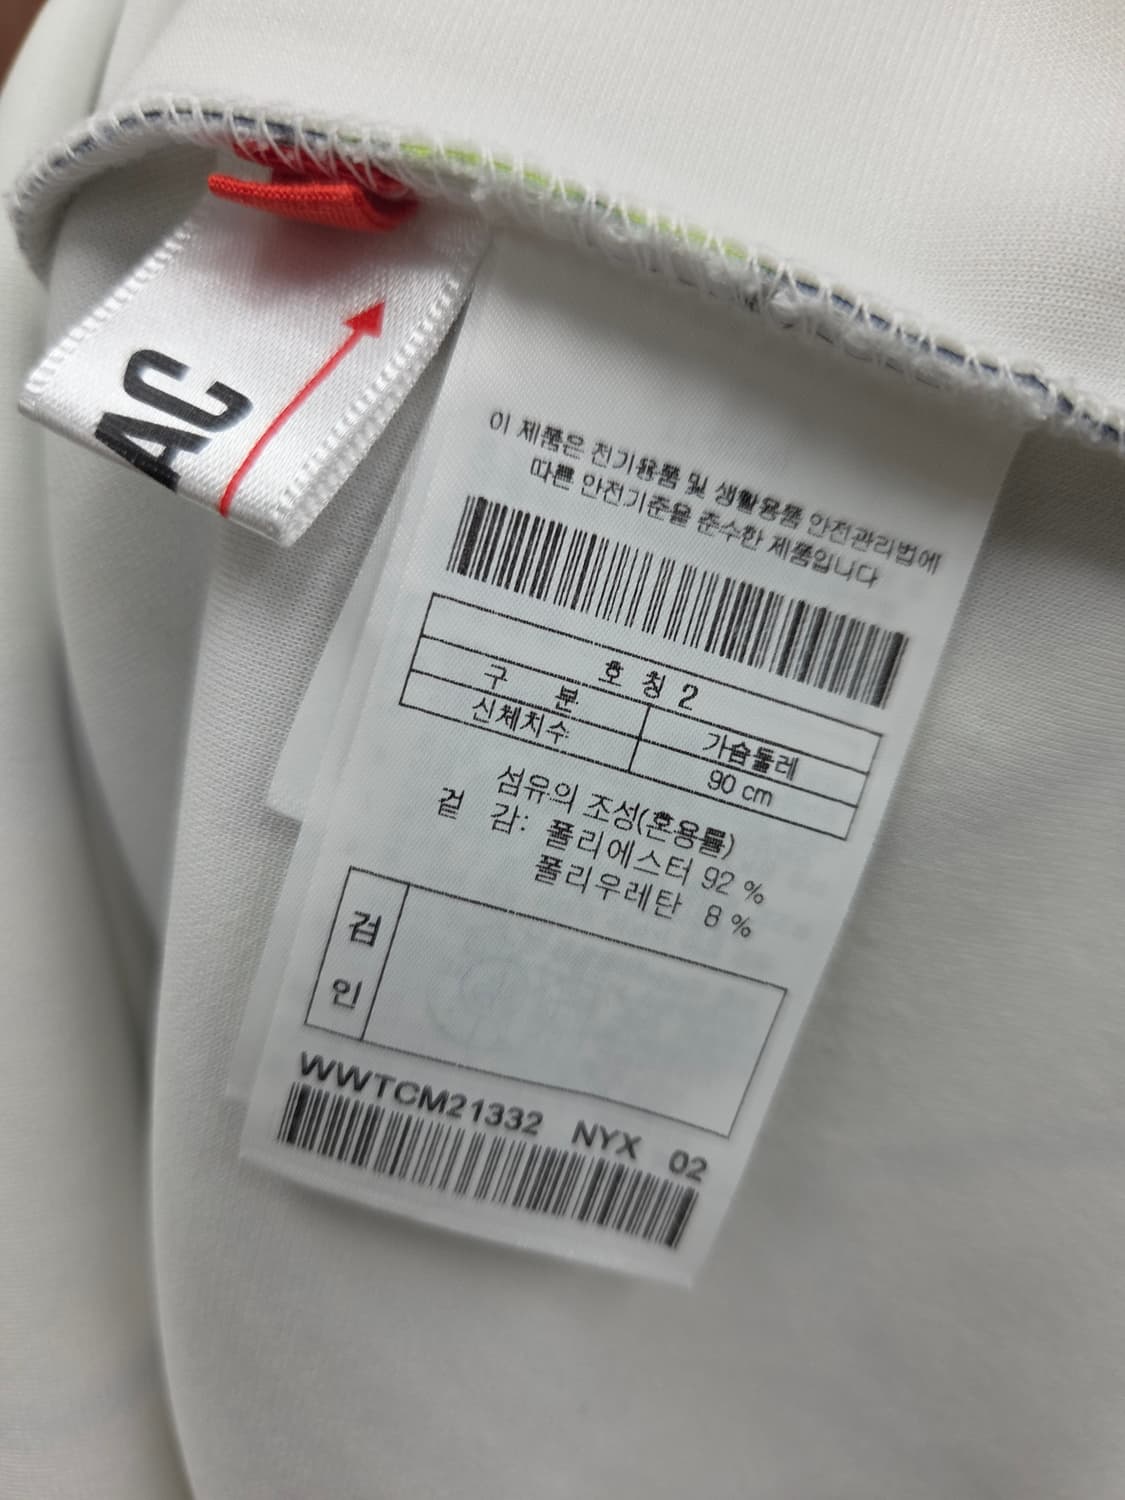 AC
이 제품은 전기용품 및 생활용품 안전관리법에
따른 안전기준을 준수한 제품입니다
호 칭 2
구 분 가슴둘레
신체치수 90 cm
섬유의 조성(혼용률)
겉 감: 폴리에스터 92 %
폴리우레탄 8 %
검
인
WWTCM21332 NYX 02